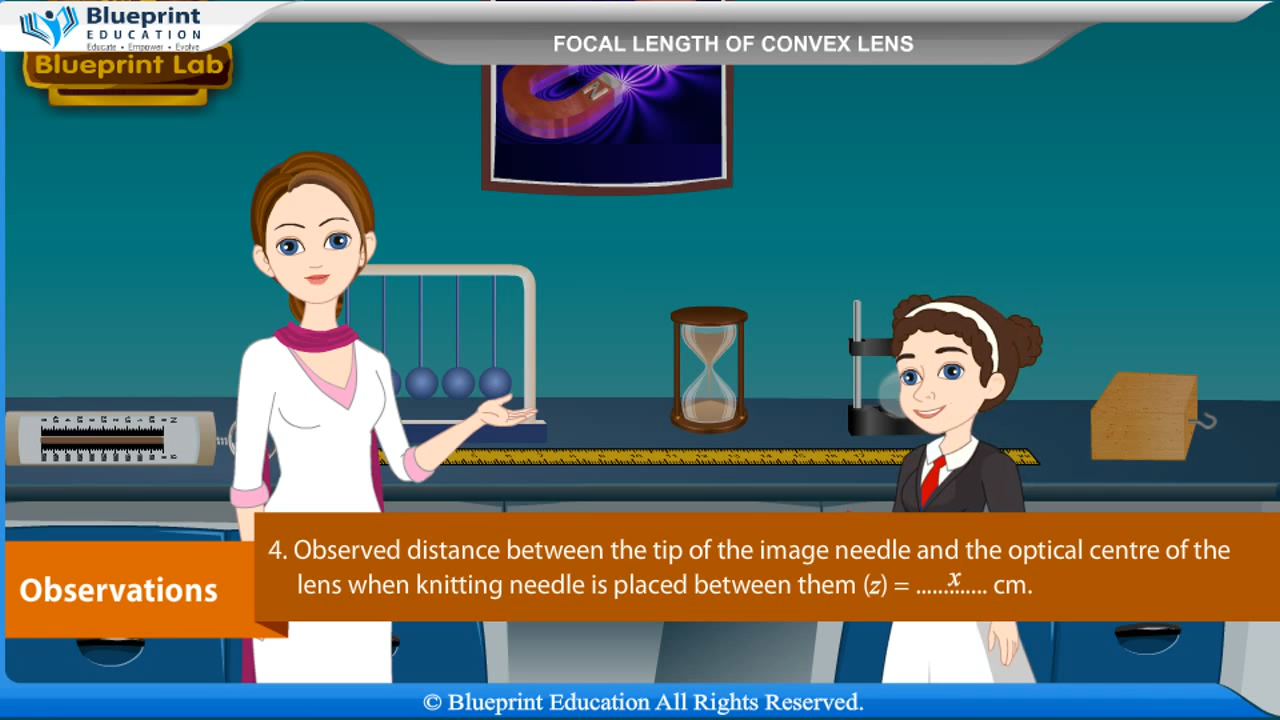 Blueprint
EDUCATION
Educate • Empower • Evolve
Blueprint Lab
FOCAL LENGTH OF CONVEX LENS
N
Observations
4. Observed distance between the tip of the image needle and the optical centre of the
lens when knitting needle is placed between them (z) = ......x...... cm.
© Blueprint Education All Rights Reserved.